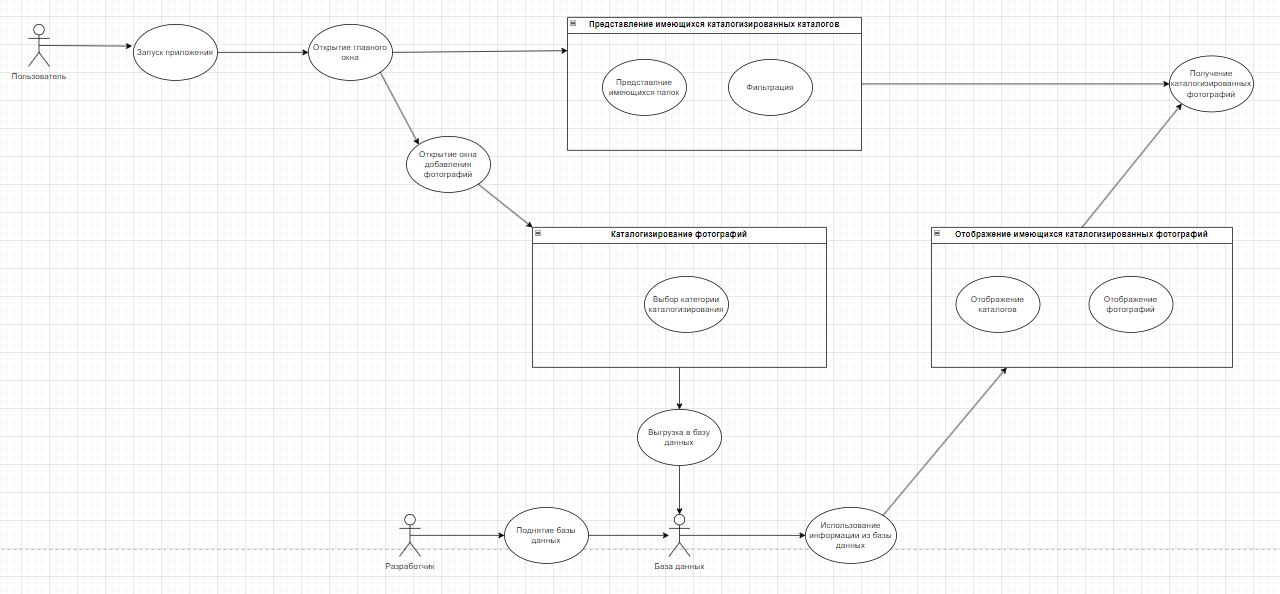 Пользователь
Запуск приложения
Открытие главного
окна
Представление имеющихся каталогизированных каталогов
Представлние
имеющихся папок
Фильтрация
Получение
каталогизированных
фотографий
Открытие окна
добавления
фотографий
Каталогизирование фотографий
Выбор категории
каталогизирования
Отображение имеющихся каталогизированных фотографий
Отображение
каталогов
Отображение
фотографий
Выгрузка в базу
данных
Разработчик
Поднятие базы
данных
База данных
Использование
информации из базы
данных